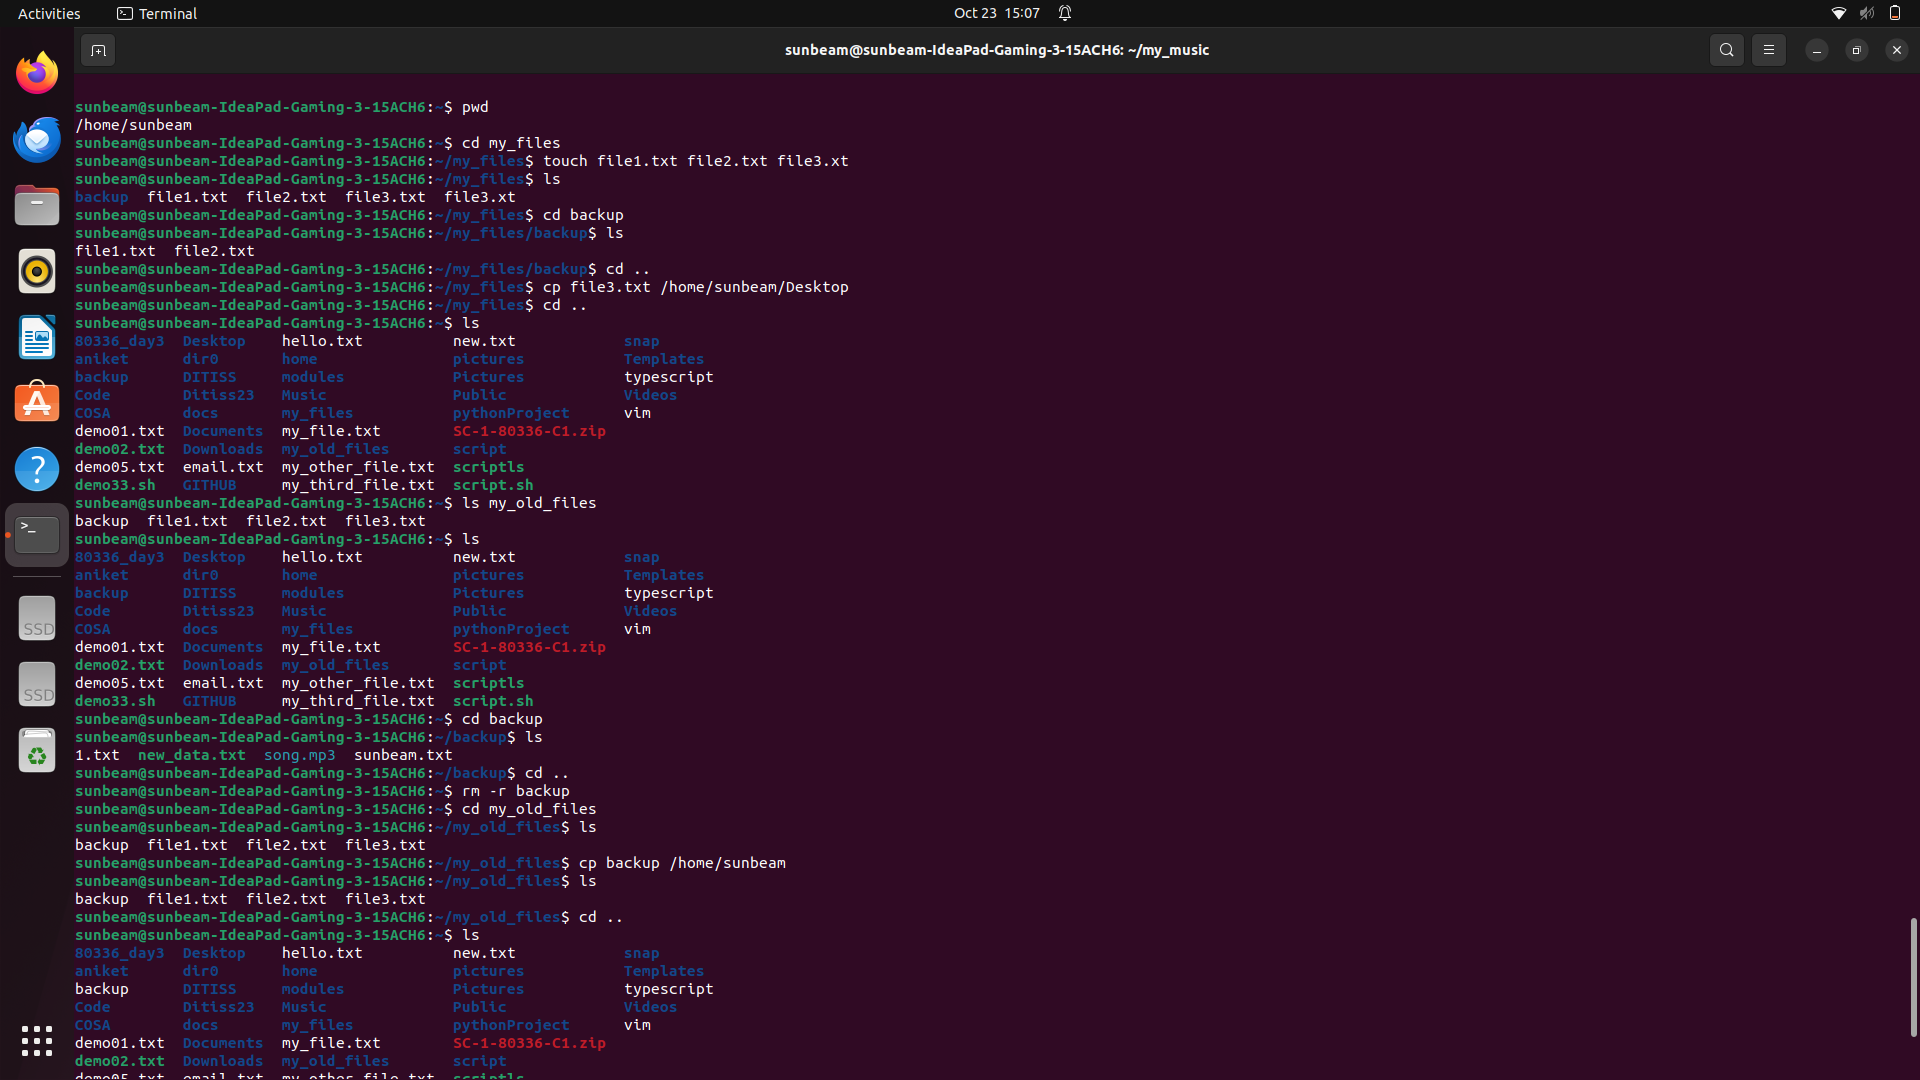 Activities Terminal Oct 23 15:07
sunbeam@sunbeam-IdeaPad-Gaming-3-15ACH6: ~/my_music
sunbeam@sunbeam-IdeaPad-Gaming-3-15ACH6:~$ pwd
/home/sunbeam
sunbeam@sunbeam-IdeaPad-Gaming-3-15ACH6:~$ cd my_files
sunbeam@sunbeam-IdeaPad-Gaming-3-15ACH6:~/my_files$ touch file1.txt file2.txt file3.xt
sunbeam@sunbeam-IdeaPad-Gaming-3-15ACH6:~/my_files$ ls
backup  file1.txt  file2.txt  file3.txt  file3.xt
sunbeam@sunbeam-IdeaPad-Gaming-3-15ACH6:~/my_files$ cd backup
sunbeam@sunbeam-IdeaPad-Gaming-3-15ACH6:~/my_files/backup$ ls
file1.txt  file2.txt
sunbeam@sunbeam-IdeaPad-Gaming-3-15ACH6:~/my_files/backup$ cd ..
sunbeam@sunbeam-IdeaPad-Gaming-3-15ACH6:~/my_files$ cp file3.txt /home/sunbeam/Desktop
sunbeam@sunbeam-IdeaPad-Gaming-3-15ACH6:~/my_files$ cd ..
sunbeam@sunbeam-IdeaPad-Gaming-3-15ACH6:~$ ls
80336_day3  Desktop    hello.txt          new.txt            snap
aniket      dir0       home               pictures           Templates
backup      DITISS     modules            Pictures           typescript
Code        Ditiss23   Music              Public             Videos
COSA        docs       my_files           pythonProject      vim
demo01.txt  Documents  my_file.txt        SC-1-80336-C1.zip
demo02.txt  Downloads  my_old_files       script
demo05.txt  email.txt  my_other_file.txt  scriptls
demo33.sh   GITHUB     my_third_file.txt  script.sh
sunbeam@sunbeam-IdeaPad-Gaming-3-15ACH6:~$ ls my_old_files
backup  file1.txt  file2.txt  file3.txt
sunbeam@sunbeam-IdeaPad-Gaming-3-15ACH6:~$ ls
80336_day3  Desktop    hello.txt          new.txt            snap
aniket      dir0       home               pictures           Templates
backup      DITISS     modules            Pictures           typescript
Code        Ditiss23   Music              Public             Videos
COSA        docs       my_files           pythonProject      vim
demo01.txt  Documents  my_file.txt        SC-1-80336-C1.zip
demo02.txt  Downloads  my_old_files       script
demo05.txt  email.txt  my_other_file.txt  scriptls
demo33.sh   GITHUB     my_third_file.txt  script.sh
sunbeam@sunbeam-IdeaPad-Gaming-3-15ACH6:~$ cd backup
sunbeam@sunbeam-IdeaPad-Gaming-3-15ACH6:~/backup$ ls
1.txt  new_data.txt  song.mp3  sunbeam.txt
sunbeam@sunbeam-IdeaPad-Gaming-3-15ACH6:~/backup$ cd ..
sunbeam@sunbeam-IdeaPad-Gaming-3-15ACH6:~$ rm -r backup
sunbeam@sunbeam-IdeaPad-Gaming-3-15ACH6:~$ cd my_old_files
sunbeam@sunbeam-IdeaPad-Gaming-3-15ACH6:~/my_old_files$ ls
backup  file1.txt  file2.txt  file3.txt
sunbeam@sunbeam-IdeaPad-Gaming-3-15ACH6:~/my_old_files$ cp backup /home/sunbeam
sunbeam@sunbeam-IdeaPad-Gaming-3-15ACH6:~/my_old_files$ ls
backup  file1.txt  file2.txt  file3.txt
sunbeam@sunbeam-IdeaPad-Gaming-3-15ACH6:~/my_old_files$ cd ..
sunbeam@sunbeam-IdeaPad-Gaming-3-15ACH6:~$ ls
80336_day3  Desktop    hello.txt          new.txt            snap
aniket      dir0       home               pictures           Templates
backup      DITISS     modules            Pictures           typescript
Code        Ditiss23   Music              Public             Videos
COSA        docs       my_files           pythonProject      vim
demo01.txt  Documents  my_file.txt        SC-1-80336-C1.zip
demo02.txt  Downloads  my_old_files       script
demo05.txt  email.txt  my_other_file.txt  scriptls
SSD
SSD